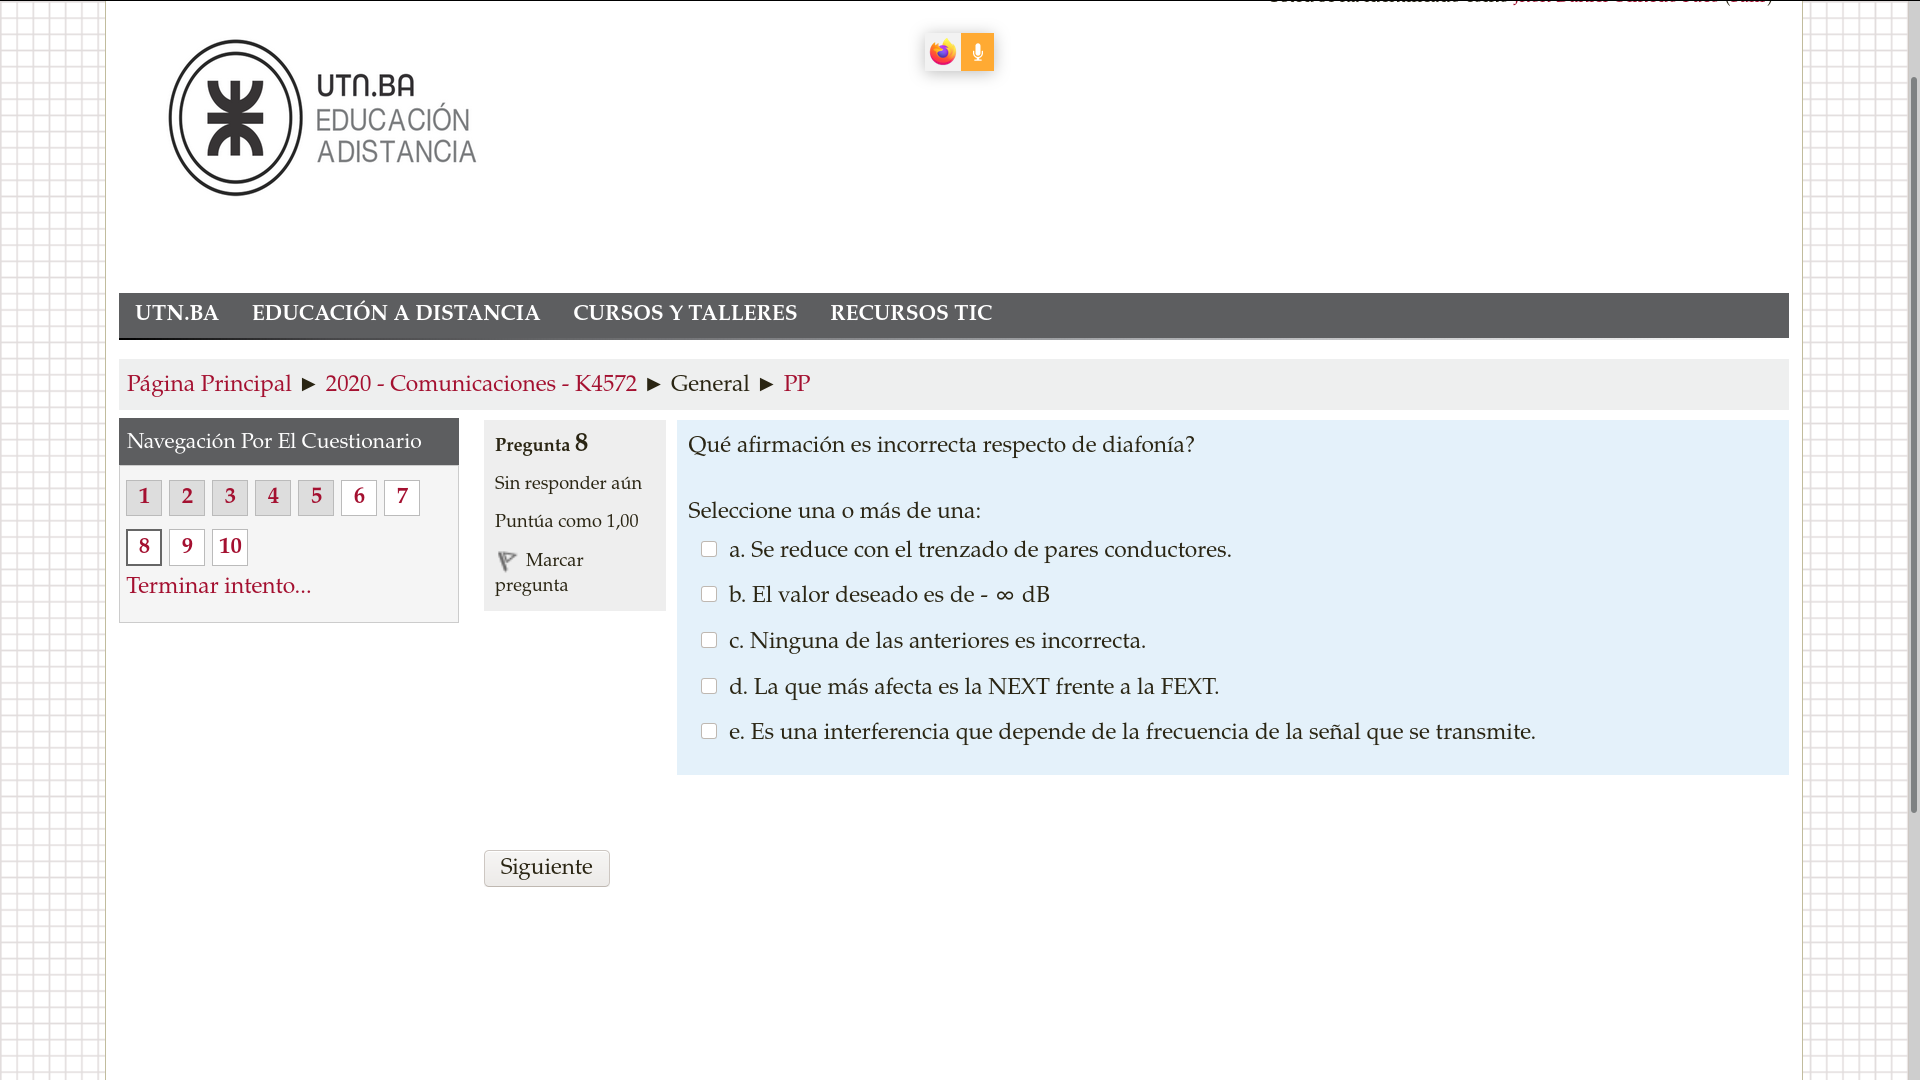 UTN.BA
EDUCACIÓN
A DISTANCIA
UTN.BA EDUCACIÓN A DISTANCIA CURSOS Y TALLERES RECURSOS TIC
Página Principal ► 2020 - Comunicaciones - K4572 ► General ► PP
Navegación Por El Cuestionario
1 2 3 4 5 6 7
8 9 10
Terminar intento...
Pregunta 8
Sin responder aún
Puntúa como 1,00
Marcar
pregunta
Qué afirmación es incorrecta respecto de diafonía?
Seleccione una o más de una:
a. Se reduce con el trenzado de pares conductores.
b. El valor deseado es de - ∞ dB
c. Ninguna de las anteriores es incorrecta.
d. La que más afecta es la NEXT frente a la FEXT.
e. Es una interferencia que depende de la frecuencia de la señal que se transmite.
Siguiente